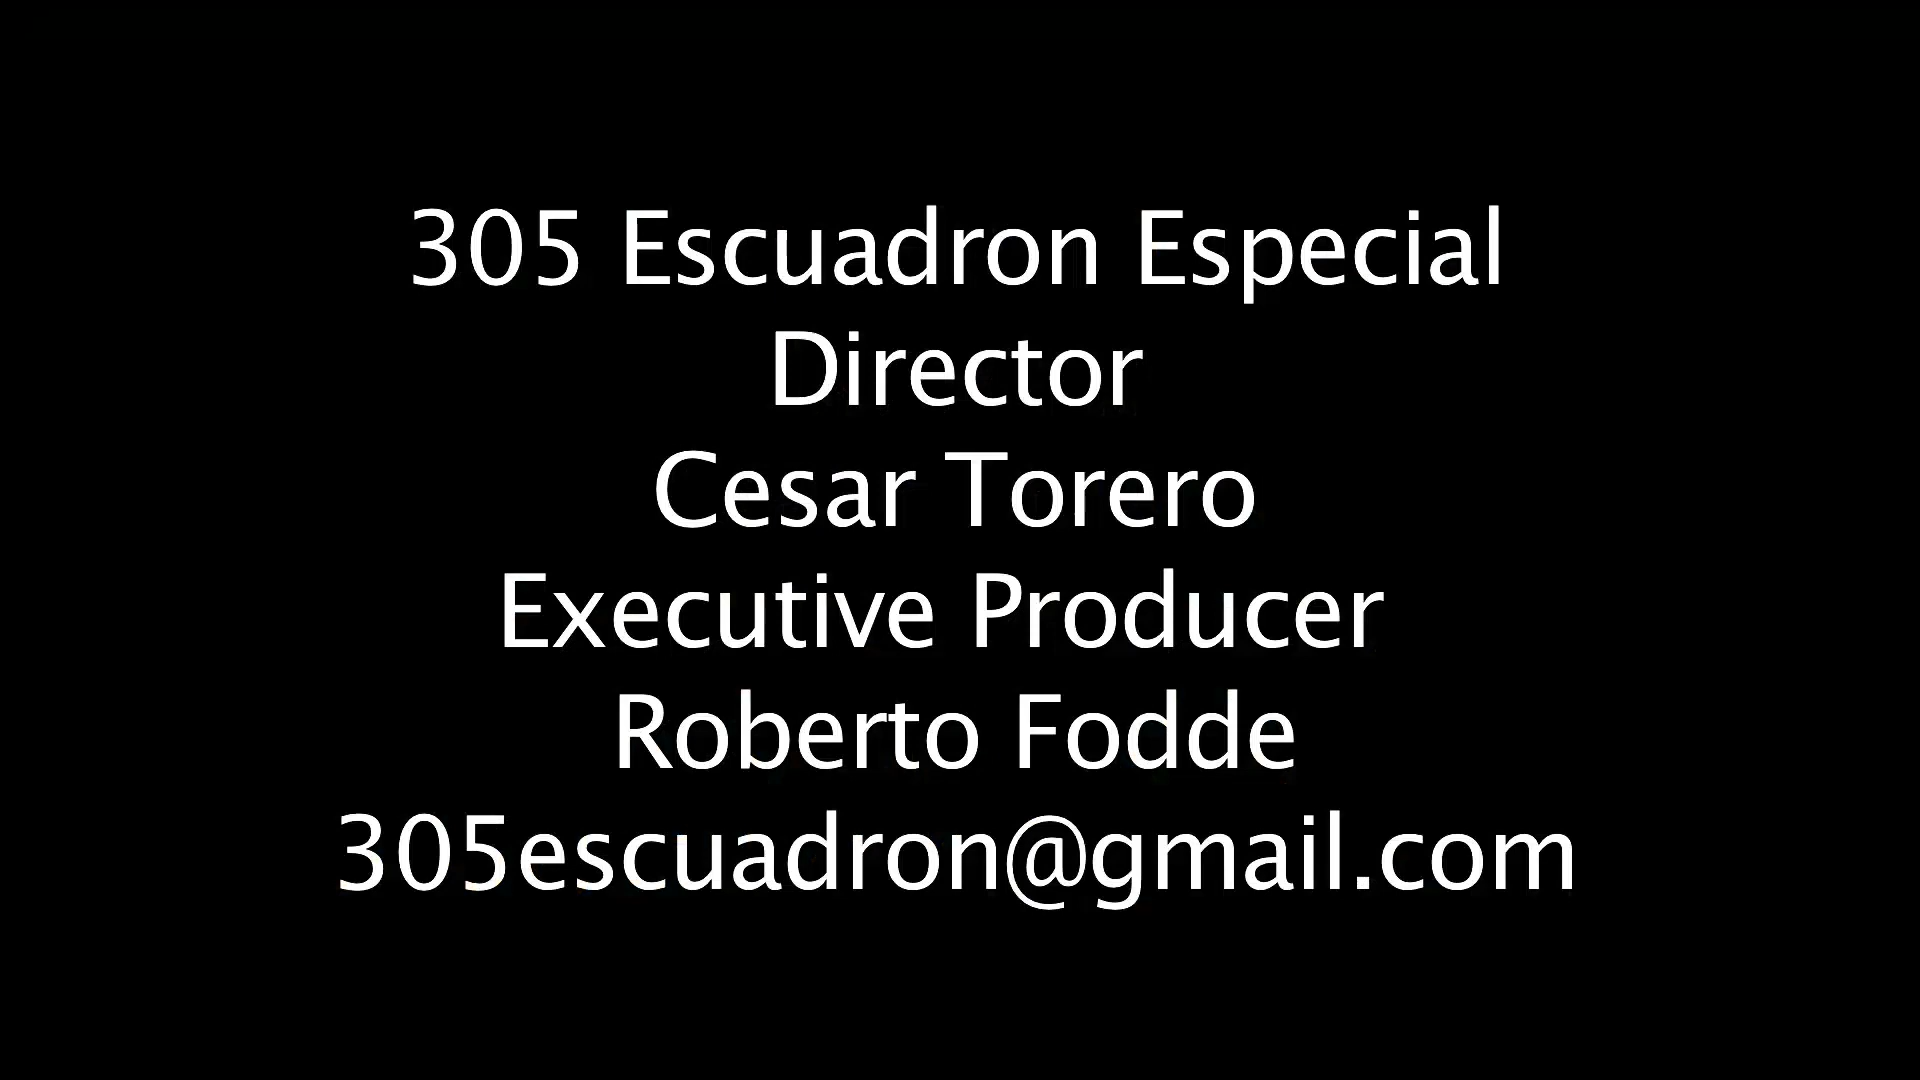 305 Escuadron Especial
Director
Cesar Torero
Executive Producer
Roberto Fodde
305escuadron@gmail.com